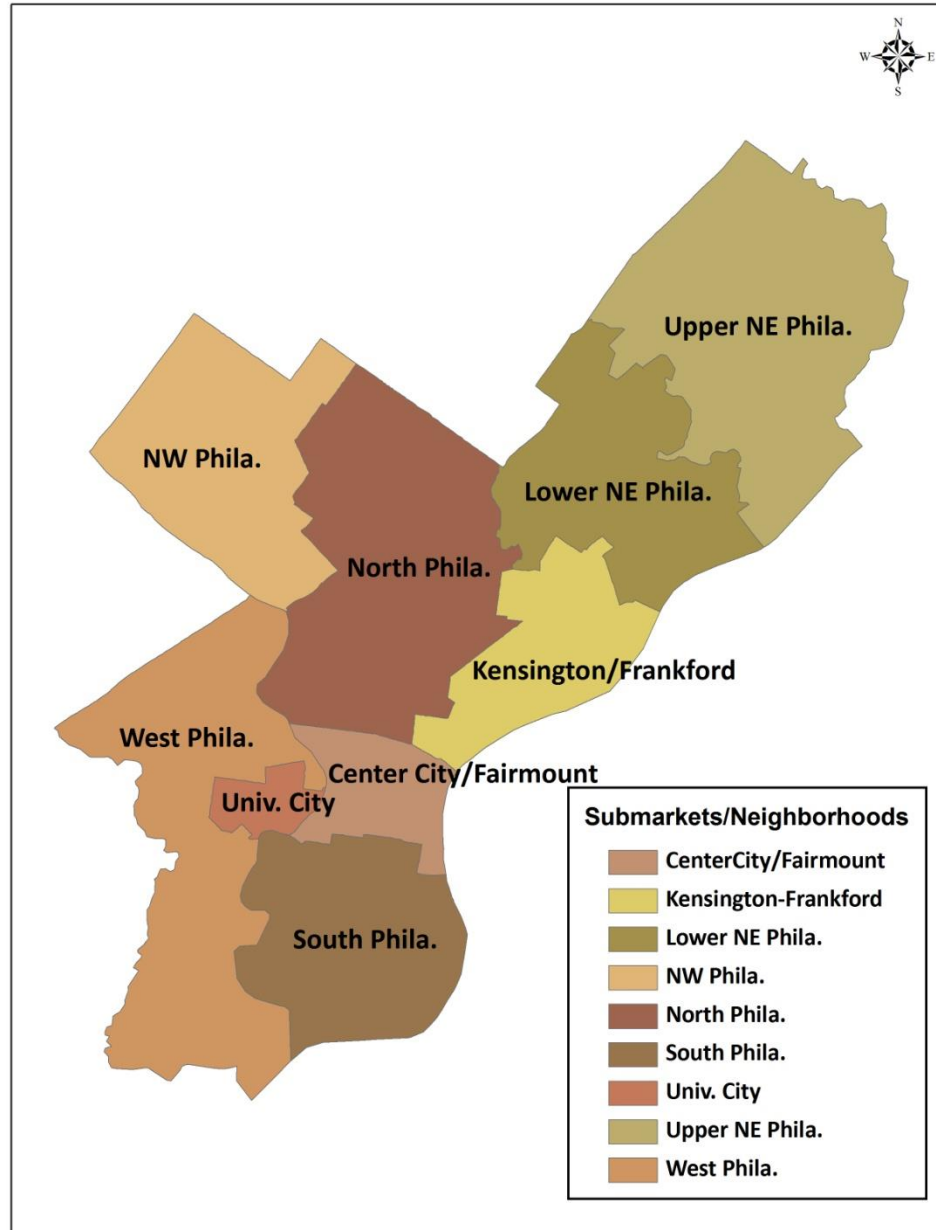 N
W E
S
Upper NE Phila.
NW Phila.
Lower NE Phila.
North Phila.
Kensington/Frankford
West Phila.
Center City/Fairmount
Univ. City
South Phila.
Submarkets/Neighborhoods
CenterCity/Fairmount
Kensington-Frankford
Lower NE Phila.
NW Phila.
North Phila.
South Phila.
Univ. City
Upper NE Phila.
West Phila.